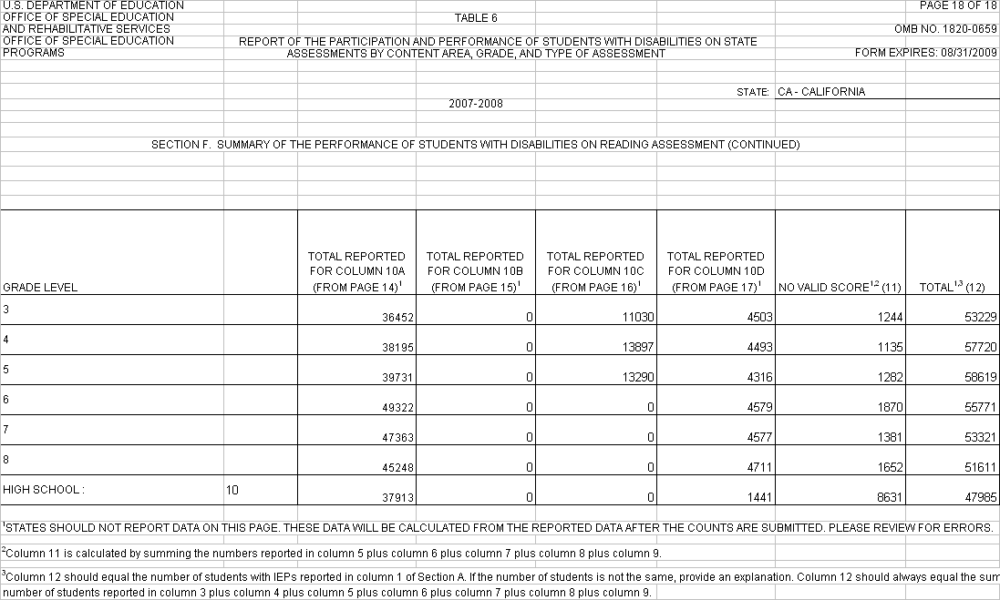 U.S. DEPARTMENT OF EDUCATION
OFFICE OF SPECIAL EDUCATION
AND REHABILITATIVE SERVICES
OFFICE OF SPECIAL EDUCATION
PROGRAMS
TABLE 6
REPORT OF THE PARTICIPATION AND PERFORMANCE OF STUDENTS WITH DISABILITIES ON STATE
ASSESSMENTS BY CONTENT AREA, GRADE, AND TYPE OF ASSESSMENT
PAGE 18 OF 18
OMB NO. 1820-0659
FORM EXPIRES: 08/31/2009
STATE: CA - CALIFORNIA
2007-2008
SECTION F. SUMMARY OF THE PERFORMANCE OF STUDENTS WITH DISABILITIES ON READING ASSESSMENT (CONTINUED)
GRADE LEVEL
TOTAL REPORTED
FOR COLUMN 10A
(FROM PAGE 14)¹
TOTAL REPORTED
FOR COLUMN 10B
(FROM PAGE 15)¹
TOTAL REPORTED
FOR COLUMN 10C
(FROM PAGE 16)¹
TOTAL REPORTED
FOR COLUMN 10D
(FROM PAGE 17)¹
NO VALID SCORE¹,² (11)
TOTAL¹,³ (12)
3 36452 0 11030 4503 1244 53229
4 38195 0 13897 4493 1135 57720
5 39731 0 13290 4316 1282 58619
6 49322 0 0 4579 1870 55771
7 47363 0 0 4577 1381 53321
8 45248 0 0 4711 1652 51611
HIGH SCHOOL : 10 37913 0 0 1441 8631 47985
¹STATES SHOULD NOT REPORT DATA ON THIS PAGE. THESE DATA WILL BE CALCULATED FROM THE REPORTED DATA AFTER THE COUNTS ARE SUBMITTED. PLEASE REVIEW FOR ERRORS.
²Column 11 is calculated by summing the numbers reported in column 5 plus column 6 plus column 7 plus column 8 plus column 9.
³Column 12 should equal the number of students with IEPs reported in column 1 of Section A. If the number of students is not the same, provide an explanation. Column 12 should always equal the sum
number of students reported in column 3 plus column 4 plus column 5 plus column 6 plus column 7 plus column 8 plus column 9.